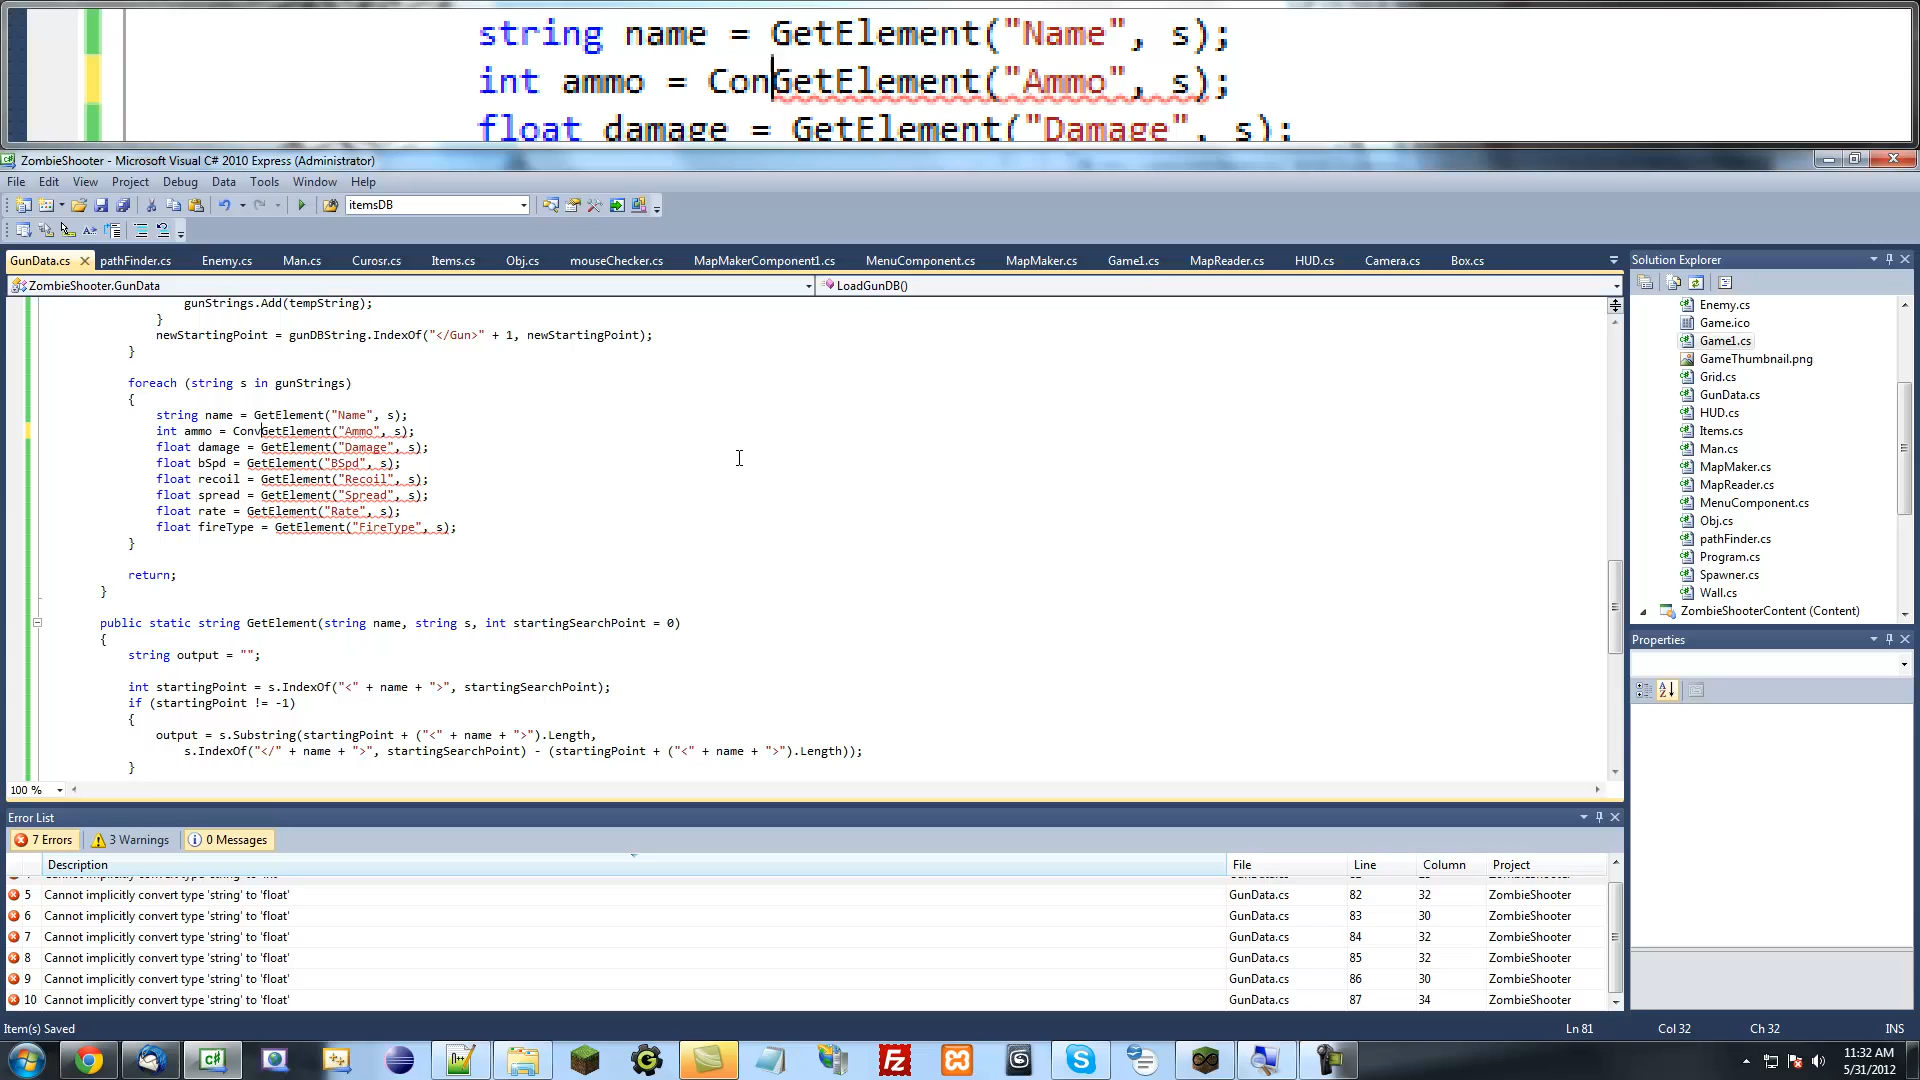 string name = GetElement("Name", s);
int ammo = ConGetElement("Ammo", s);
float damage = GetElement("Damage", s);
ZombieShooter - Microsoft Visual C# 2010 Express (Administrator)
File Edit View Project Debug Data Tools Window Help
itemsDB
GunData.cs pathFinder.cs Enemy.cs Man.cs Curosr.cs Items.cs Obj.cs mouseChecker.cs MapMakerComponent1.cs MenuComponent.cs MapMaker.cs Game1.cs MapReader.cs HUD.cs Camera.cs Box.cs
ZombieShooter.GunData LoadGunDB()
gunStrings.Add(tempString);
}
newStartingPoint = gunDBString.IndexOf("</Gun>" + 1, newStartingPoint);
}
foreach (string s in gunStrings)
{
string name = GetElement("Name", s);
int ammo = ConvGetElement("Ammo", s);
float damage = GetElement("Damage", s);
float bSpd = GetElement("BSpd", s);
float recoil = GetElement("Recoil", s);
float spread = GetElement("Spread", s);
float rate = GetElement("Rate", s);
float fireType = GetElement("FireType", s);
}
return;
}
public static string GetElement(string name, string s, int startingSearchPoint = 0)
{
string output = "";
int startingPoint = s.IndexOf("<" + name + ">", startingSearchPoint);
if (startingPoint != -1)
{
output = s.Substring(startingPoint + ("<" + name + ">").Length,
s.IndexOf("</" + name + ">", startingSearchPoint) - (startingPoint + ("<" + name + ">").Length));
}
100 %
Solution Explorer
Enemy.cs
Game.ico
Game1.cs
GameThumbnail.png
Grid.cs
GunData.cs
HUD.cs
Items.cs
Man.cs
MapMaker.cs
MapReader.cs
MenuComponent.cs
Obj.cs
pathFinder.cs
Program.cs
Spawner.cs
Wall.cs
ZombieShooterContent (Content)
Properties
Error List
7 Errors 3 Warnings 0 Messages
Description File Line Column Project
5 Cannot implicitly convert type 'string' to 'float' GunData.cs 82 32 ZombieShooter
6 Cannot implicitly convert type 'string' to 'float' GunData.cs 83 30 ZombieShooter
7 Cannot implicitly convert type 'string' to 'float' GunData.cs 84 32 ZombieShooter
8 Cannot implicitly convert type 'string' to 'float' GunData.cs 85 32 ZombieShooter
9 Cannot implicitly convert type 'string' to 'float' GunData.cs 86 30 ZombieShooter
10 Cannot implicitly convert type 'string' to 'float' GunData.cs 87 34 ZombieShooter
Item(s) Saved Ln 81 Col 32 Ch 32 INS
11:32 AM
5/31/2012